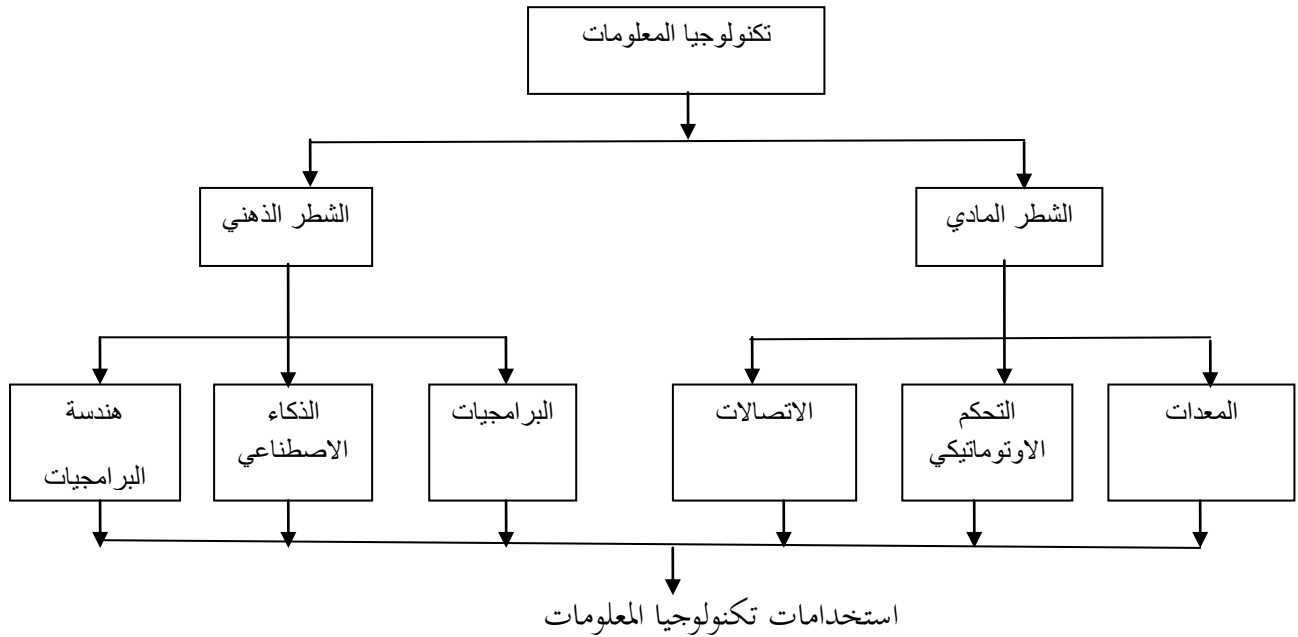 تكنولوجيا المعلومات
الشطر المادي
الشطر الذهني
المعدات
التحكم
الاوتوماتيكي
الاتصالات
البرامجيات
الذكاء
الاصطناعي
هندسة
البرامجيات
استخدامات تكنولوجيا المعلومات